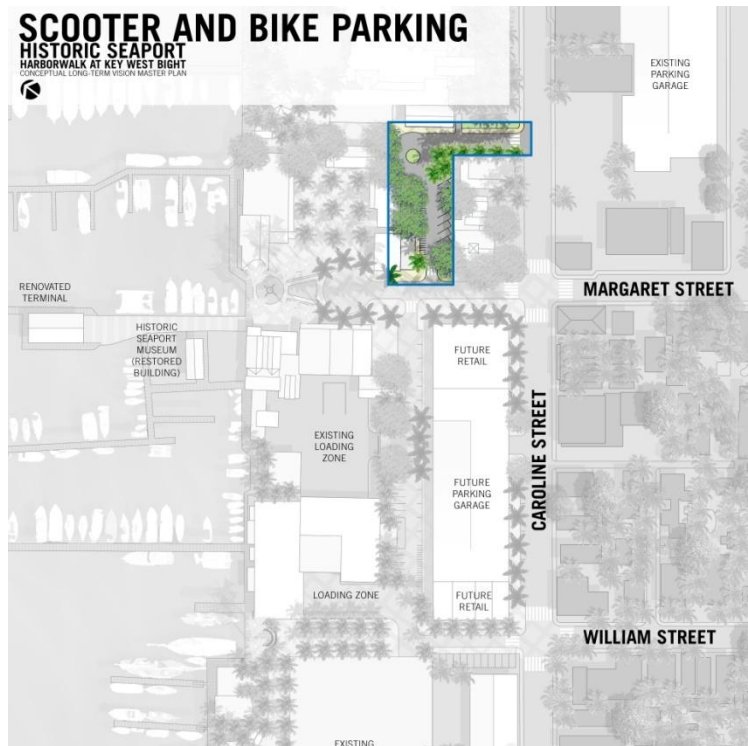 SCOOTER AND BIKE PARKING
HISTORIC SEAPORT
HARBORWALK AT KEY WEST BIGHT
CONCEPTUAL LONG-TERM VISION MASTER PLAN
EXISTING
PARKING
GARAGE
RENOVATED
TERMINAL
MARGARET STREET
HISTORIC
SEAPORT
MUSEUM
(RESTORED
BUILDING)
FUTURE
RETAIL
EXISTING
LOADING
ZONE
CAROLINE STREET
FUTURE
PARKING
GARAGE
LOADING ZONE
FUTURE
RETAIL
WILLIAM STREET
EXISTING